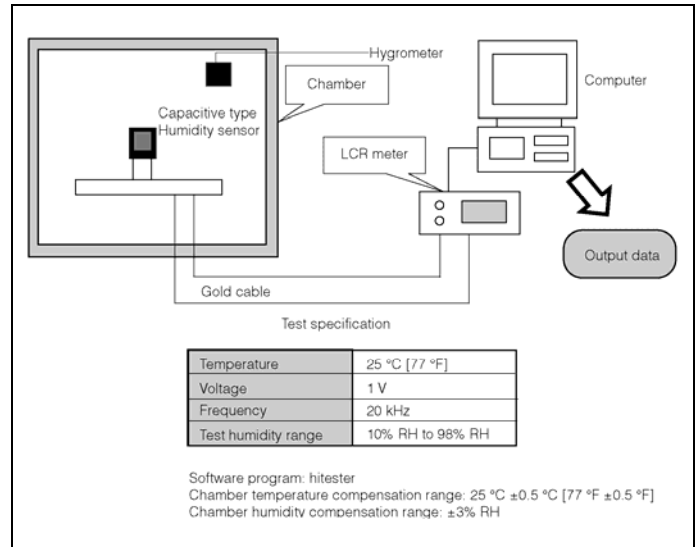 Hygrometer
Chamber
Computer
Capacitive type
Humidity sensor
LCR meter
Output data
Gold cable
Test specification
Temperature 25 °C [77 °F]
Voltage 1 V
Frequency 20 kHz
Test humidity range 10% RH to 98% RH
Software program: hitester
Chamber temperature compensation range: 25 °C ±0.5 °C [77 °F ±0.5 °F]
Chamber humidity compensation range: ±3% RH